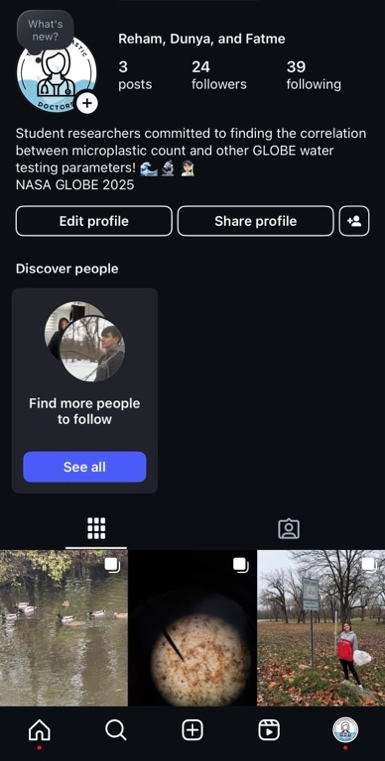 What's
new?
DOCTORS
Reham, Dunya, and Fatme
3
posts
24
followers
39
following
Student researchers committed to finding the correlation
between microplastic count and other GLOBE water
testing parameters! 🌊🔬👩🏻‍🔬
NASA GLOBE 2025
Edit profile
Share profile
Discover people
Find more people
to follow
See all